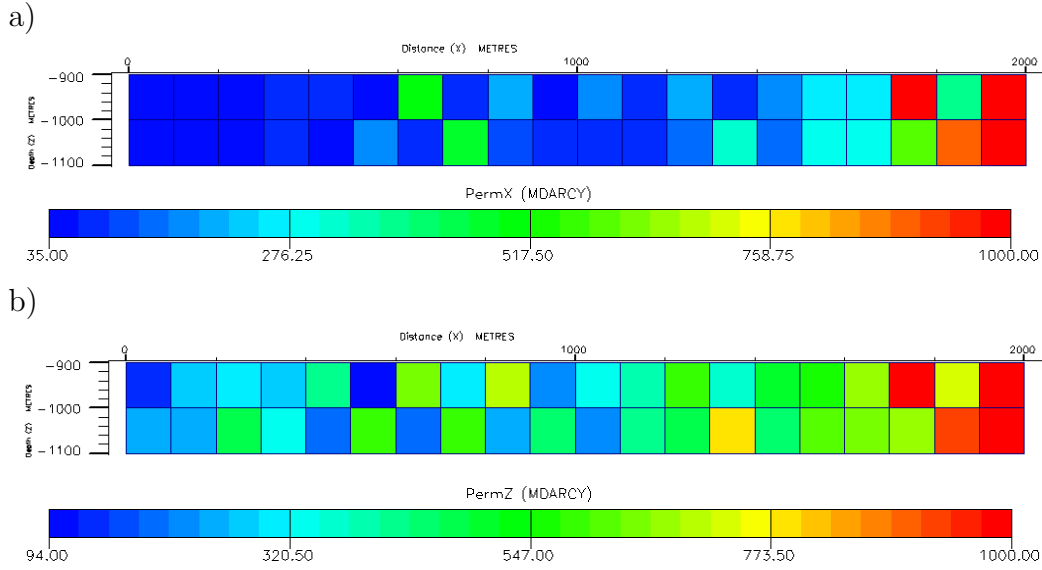 a)
Distance (X) METRES
0 1000 2000
-900
-1000
-1100
Depth (Z) METRES
PermX (MDARCY)
35.00 276.25 517.50 758.75 1000.00
b)
Distance (X) METRES
0 1000 2000
-900
-1000
-1100
Depth (Z) METRES
PermZ (MDARCY)
94.00 320.50 547.00 773.50 1000.00